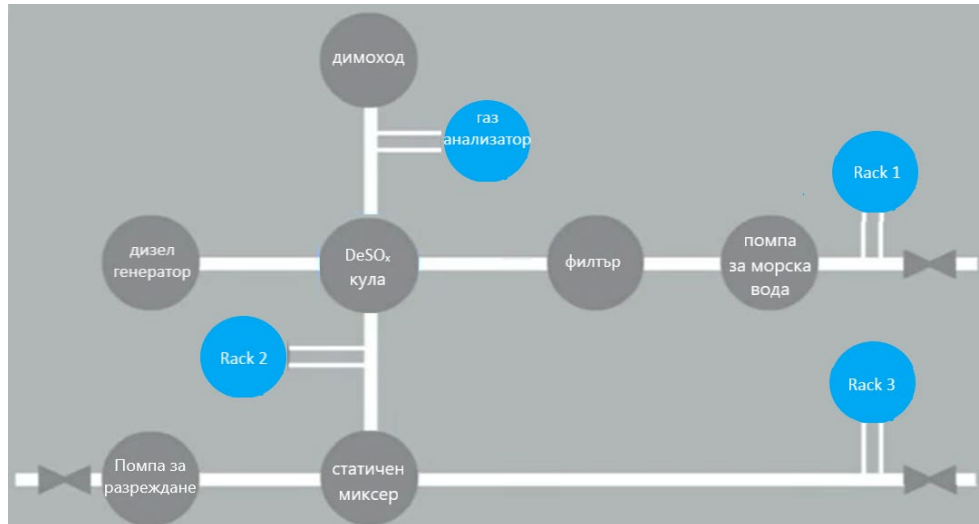 димоход
газ
анализатор
Rack 1
дизел
генератор
DeSOₓ
кула
филтър
помпа
за морска
вода
Rack 2
Rack 3
Помпа за
разреждане
статичен
миксер